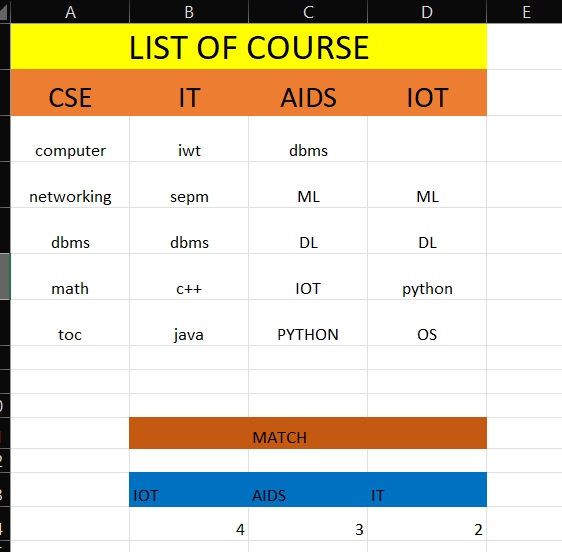 A B C D E
LIST OF COURSE
CSE IT AIDS IOT
computer iwt dbms
networking sepm ML ML
dbms dbms DL DL
math c++ IOT python
toc java PYTHON OS
MATCH
IOT AIDS IT
4 3 2